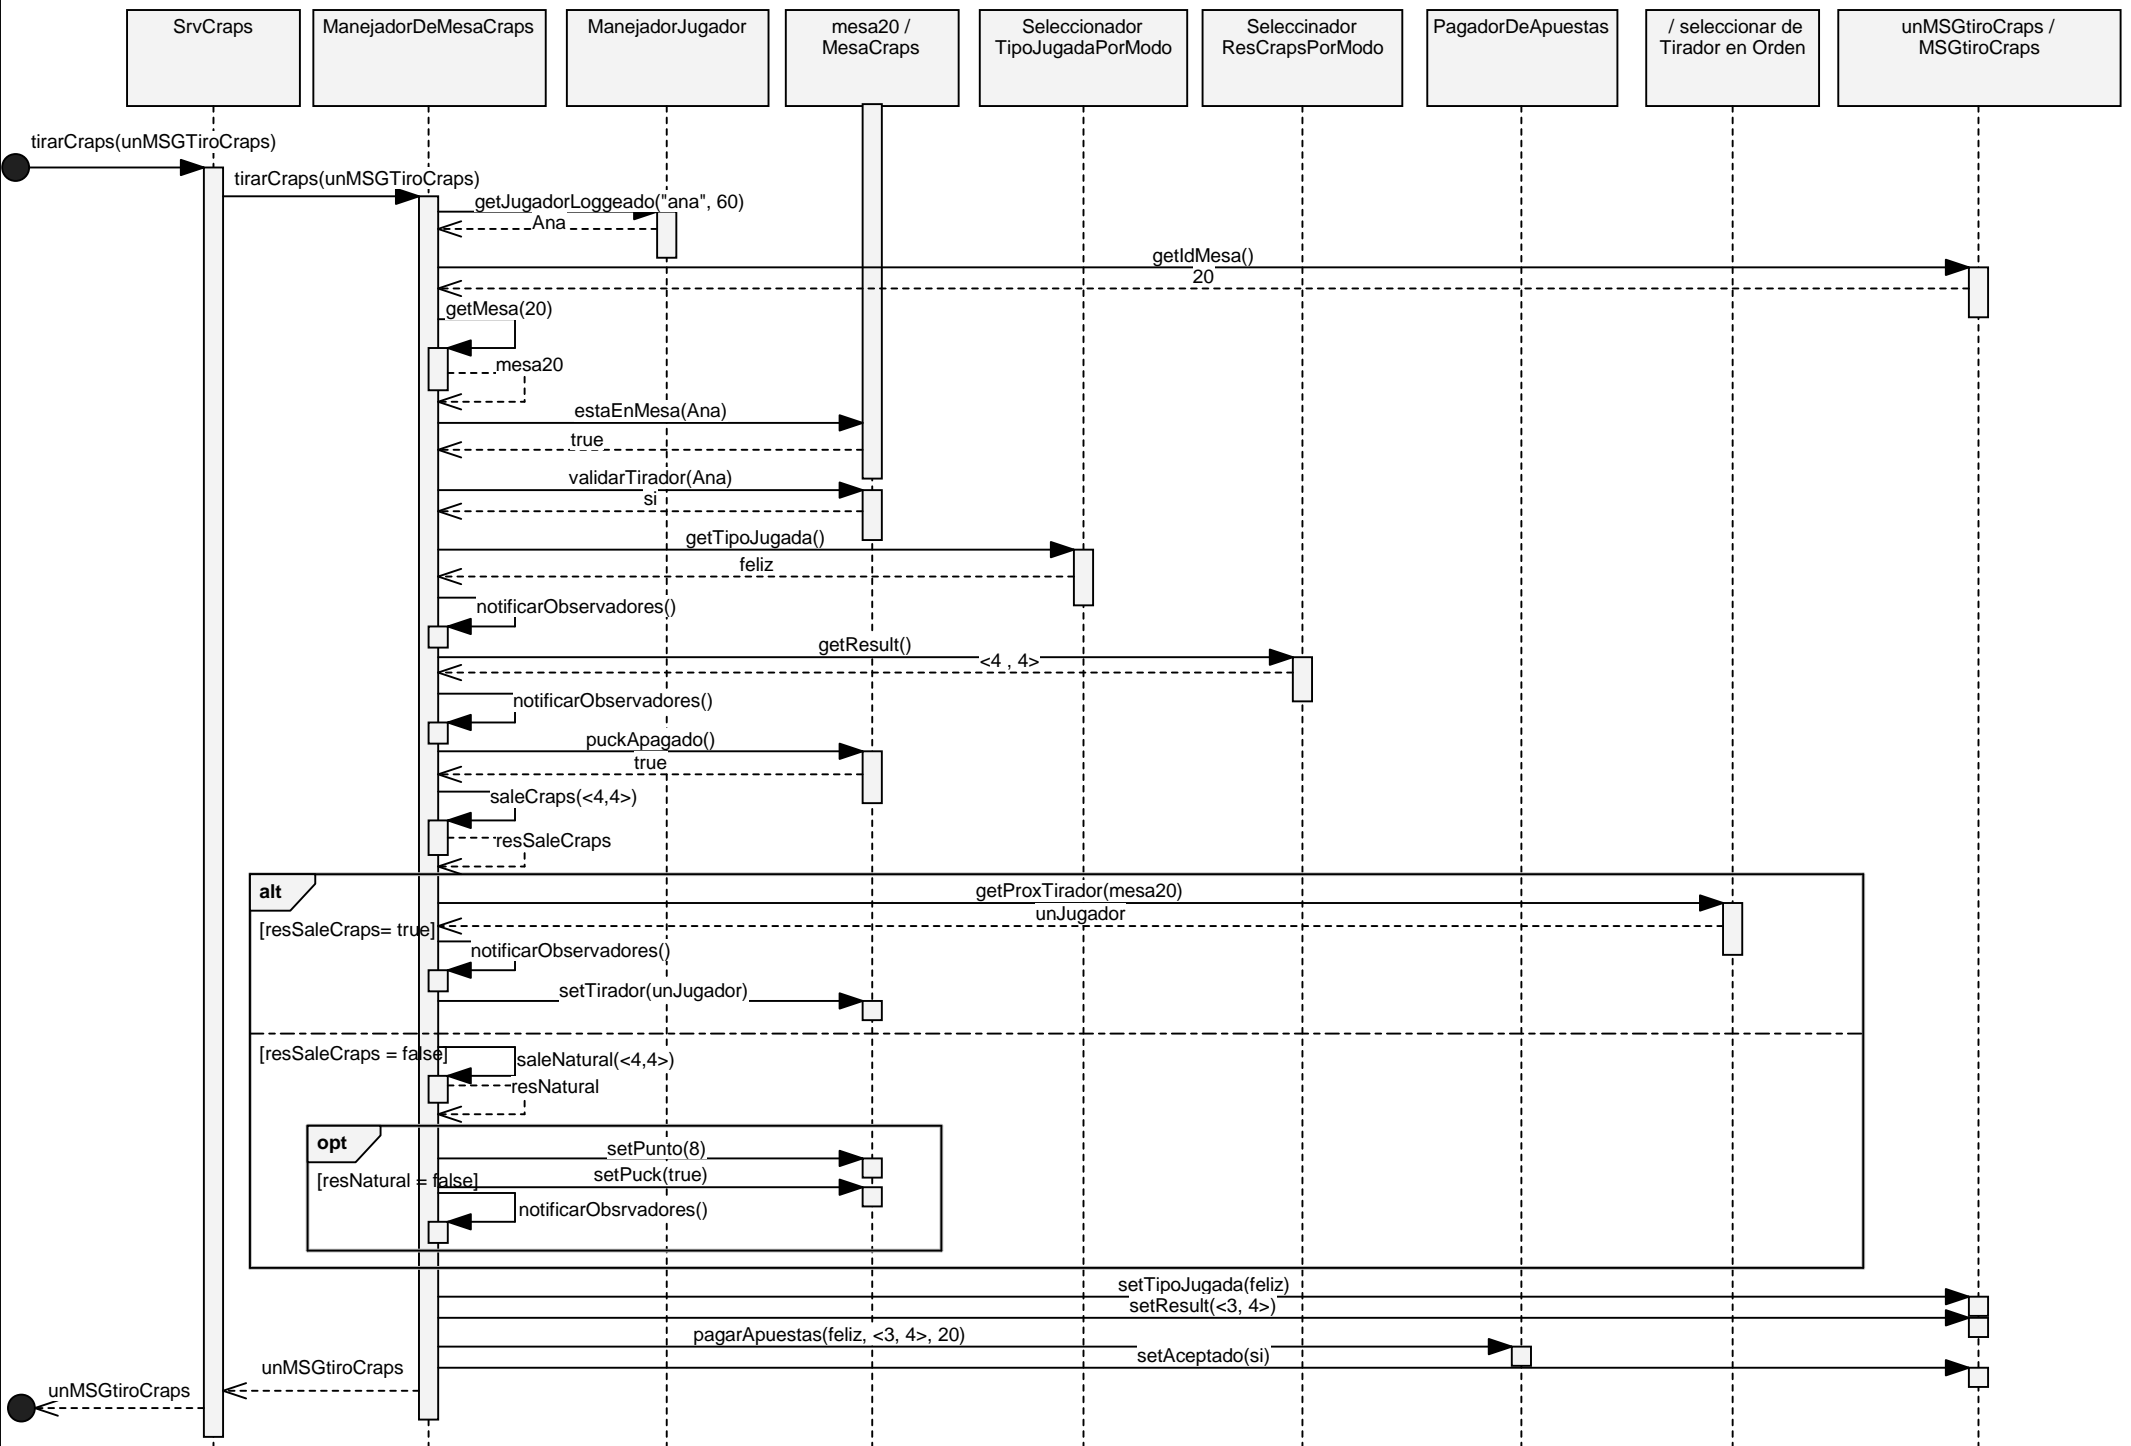 SrvCraps
ManejadorDeMesaCraps
ManejadorJugador
mesa20 /
MesaCraps
Seleccionador
TipoJugadaPorModo
Seleccinador
ResCrapsPorModo
PagadorDeApuestas
/ seleccionar de
Tirador en Orden
unMSGtiroCraps /
MSGtiroCraps
tirarCraps(unMSGTiroCraps)
tirarCraps(unMSGTiroCraps)
getJugadorLoggeado("ana", 60)
Ana
getIdMesa()
20
getMesa(20)
mesa20
estaEnMesa(Ana)
true
validarTirador(Ana)
si
getTipoJugada()
feliz
notificarObservadores()
getResult()
<4 , 4>
notificarObservadores()
puckApagado()
true
saleCraps(<4,4>)
resSaleCraps
alt
getProxTirador(mesa20)
unJugador
[resSaleCraps= true]
notificarObservadores()
setTirador(unJugador)
[resSaleCraps = false]
saleNatural(<4,4>)
resNatural
opt
setPunto(8)
setPuck(true)
[resNatural = false]
notificarObsrvadores()
setTipoJugada(feliz)
setResult(<3, 4>)
pagarApuestas(feliz, <3, 4>, 20)
setAceptado(si)
unMSGtiroCraps
unMSGtiroCraps